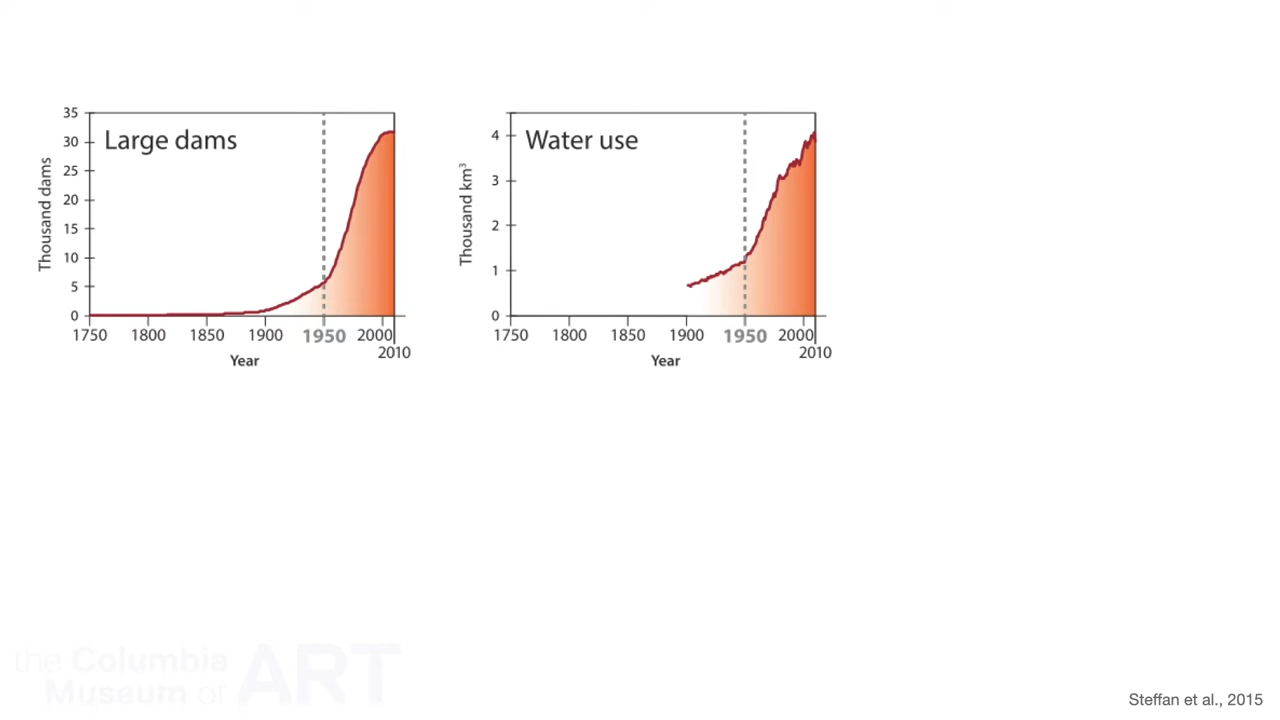 Large dams
Thousand dams
35
30
25
20
15
10
5
0
1750 1800 1850 1900 1950 2000
2010
Year
Water use
Thousand km³
4
3
2
1
0
1750 1800 1850 1900 1950 2000
2010
Year
the Columbia
Museum of
ART
Steffan et al., 2015